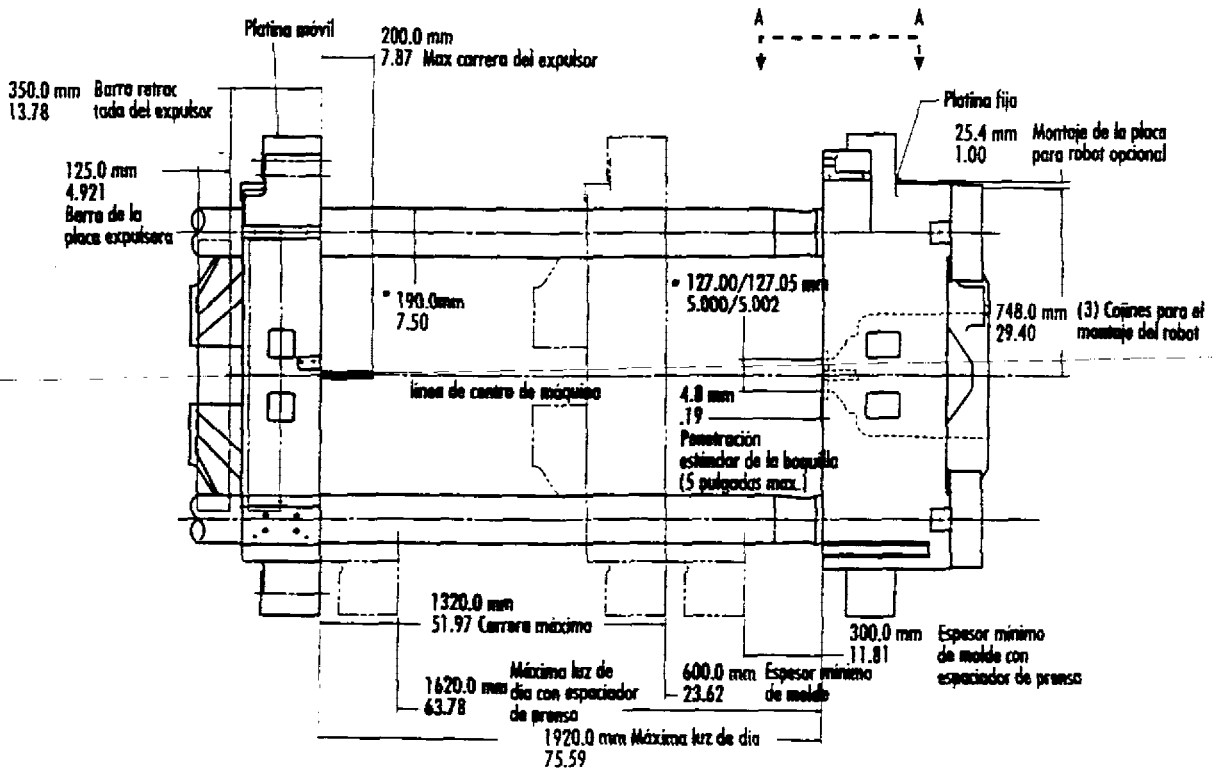 Platina móvil
200.0 mm
7.87 Max carrera del expulsor
A A
350.0 mm Barra retrac
13.78 tada del expulsor
Platina fija
25.4 mm Montaje de la placa
1.00 para robot opcional
125.0 mm
4.921
Barra de la
placa expulsora
* 190.0mm
7.50
* 127.00/127.05 mm
5.000/5.002
748.0 mm (3) Cojines para el
29.40 montaje del robot
línea de centro de máquina
4.8 mm
.19
Penetración
estándar de la boquilla
(5 pulgadas max.)
1320.0 mm
51.97 Carrera máxima
300.0 mm Espesor mínimo
11.81 de molde con
espaciador de prensa
1620.0 mm Máxima luz de
63.78 dia con espaciador
de prensa
600.0 mm Espesor mínimo
23.62 de molde
1920.0 mm Máxima luz de dia
75.59